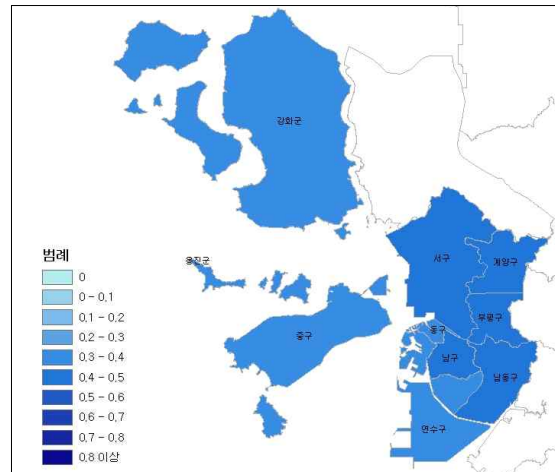 강화군
서구
계양구
옹진군
범례
0
0 - 0.1
0.1 - 0.2
0.2 - 0.3
0.3 - 0.4
0.4 - 0.5
0.5 - 0.6
0.6 - 0.7
0.7 - 0.8
0.8 이상
중구
동구
부평구
남구
남동구
연수구